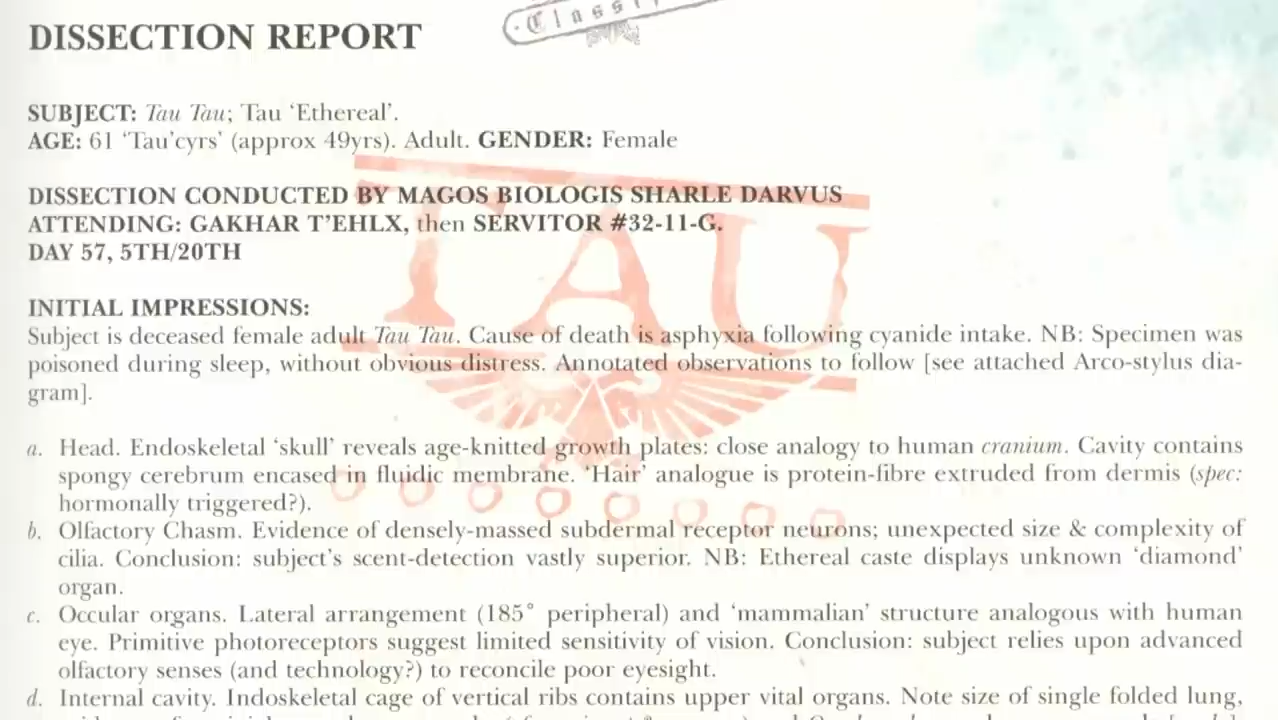 Classi
DISSECTION REPORT
SUBJECT: Tau Tau; Tau ‘Ethereal’.
AGE: 61 ‘Tau’cyrs’ (approx 49yrs). Adult. GENDER: Female
DISSECTION CONDUCTED BY MAGOS BIOLOGIS SHARLE DARVUS
ATTENDING: GAKHAR T’EHLX, then SERVITOR #32-11-G.
DAY 57, 5TH/20TH
TAU
INITIAL IMPRESSIONS:
Subject is deceased female adult Tau Tau. Cause of death is asphyxia following cyanide intake. NB: Specimen was
poisoned during sleep, without obvious distress. Annotated observations to follow [see attached Arco-stylus dia-
gram].
a. Head. Endoskeletal ‘skull’ reveals age-knitted growth plates: close analogy to human cranium. Cavity contains
spongy cerebrum encased in fluidic membrane. ‘Hair’ analogue is protein-fibre extruded from dermis (spec:
hormonally triggered?).
b. Olfactory Chasm. Evidence of densely-massed subdermal receptor neurons; unexpected size & complexity of
cilia. Conclusion: subject’s scent-detection vastly superior. NB: Ethereal caste displays unknown ‘diamond’
organ.
c. Occular organs. Lateral arrangement (185° peripheral) and ‘mammalian’ structure analogous with human
eye. Primitive photoreceptors suggest limited sensitivity of vision. Conclusion: subject relies upon advanced
olfactory senses (and technology?) to reconcile poor eyesight.
d. Internal cavity. Indoskeletal cage of vertical ribs contains upper vital organs. Note size of single folded lung,